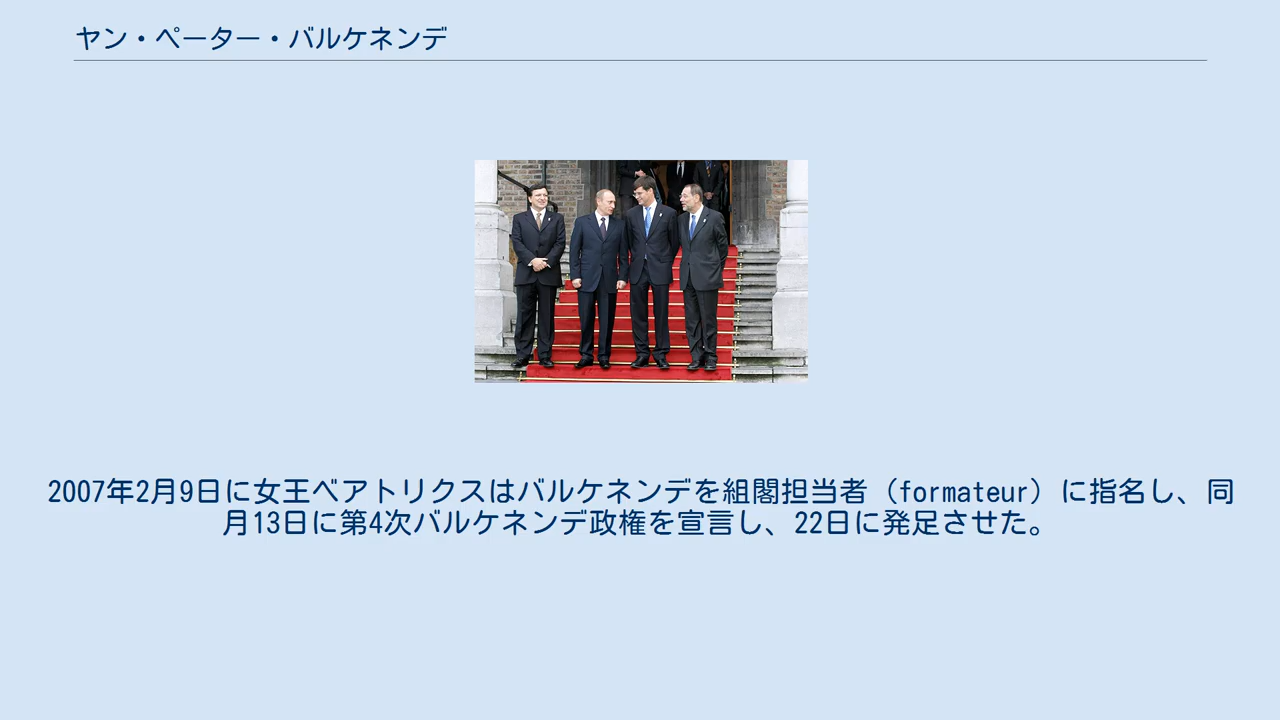 ヤン・ペーター・バルケネンデ
2007年2月9日に女王ベアトリクスはバルケネンデを組閣担当者（formateur）に指名し、同
月13日に第4次バルケネンデ政権を宣言し、22日に発足させた。